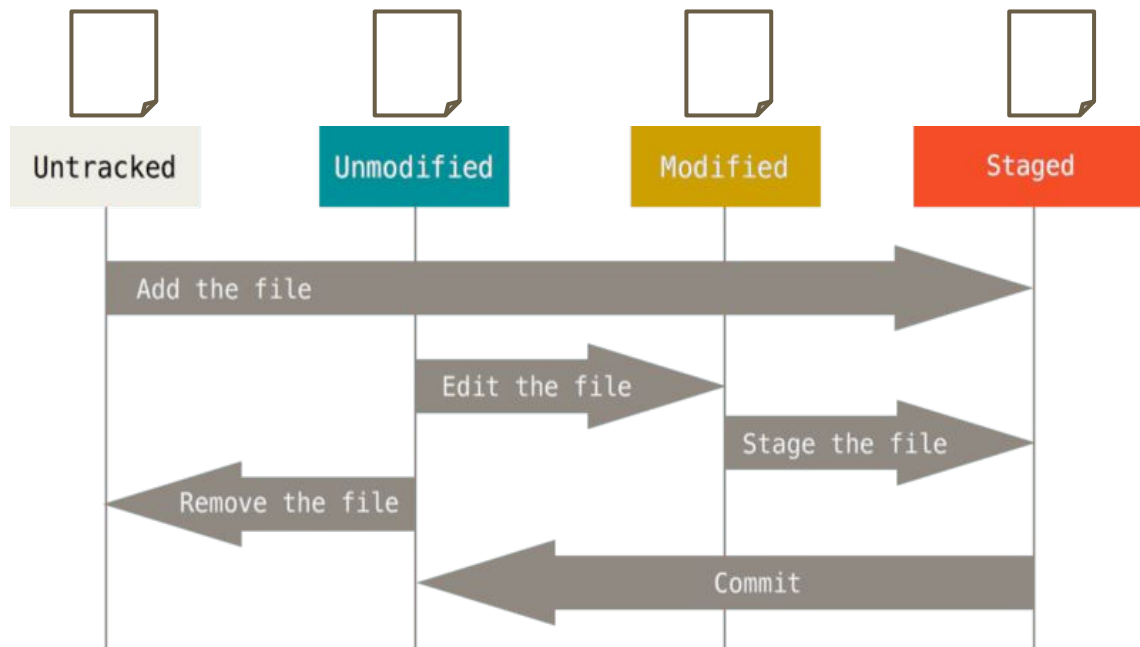 Untracked
Unmodified
Modified
Staged
Add the file
Edit the file
Stage the file
Remove the file
Commit